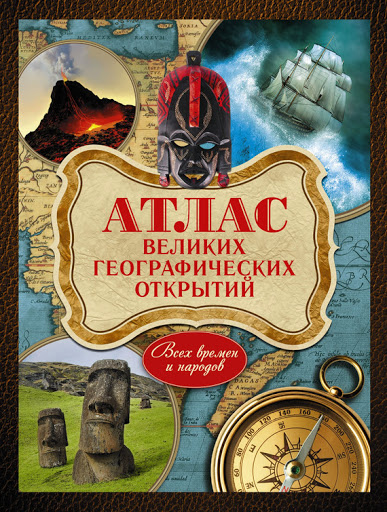 АТЛАС
ВЕЛИКИХ
ГЕОГРАФИЧЕСКИХ
ОТКРЫТИЙ
Всех времен
и народов